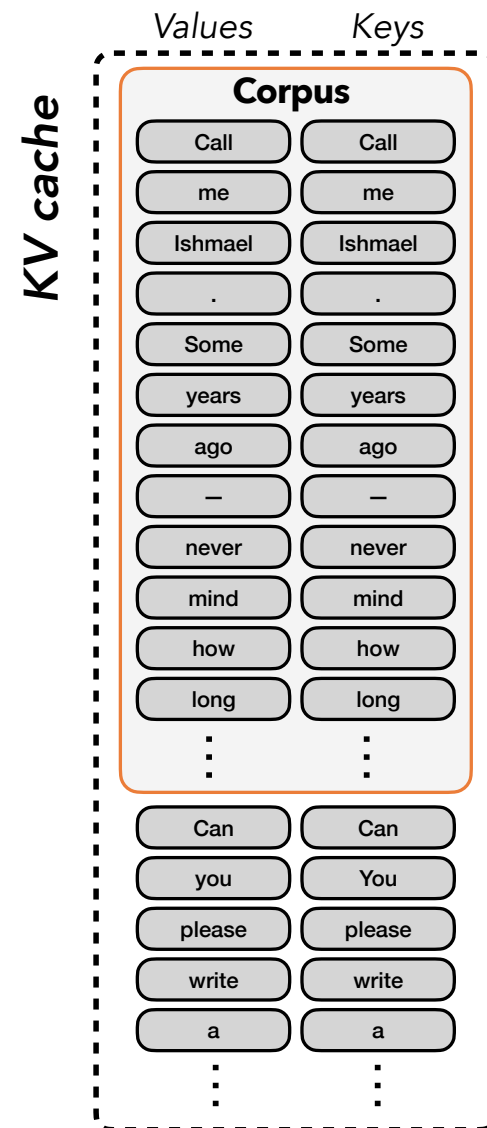 Values Keys
KV cache
Corpus
Call Call
me me
Ishmael Ishmael
. .
Some Some
years years
ago ago
— —
never never
mind mind
how how
long long
Can Can
you You
please please
write write
a a